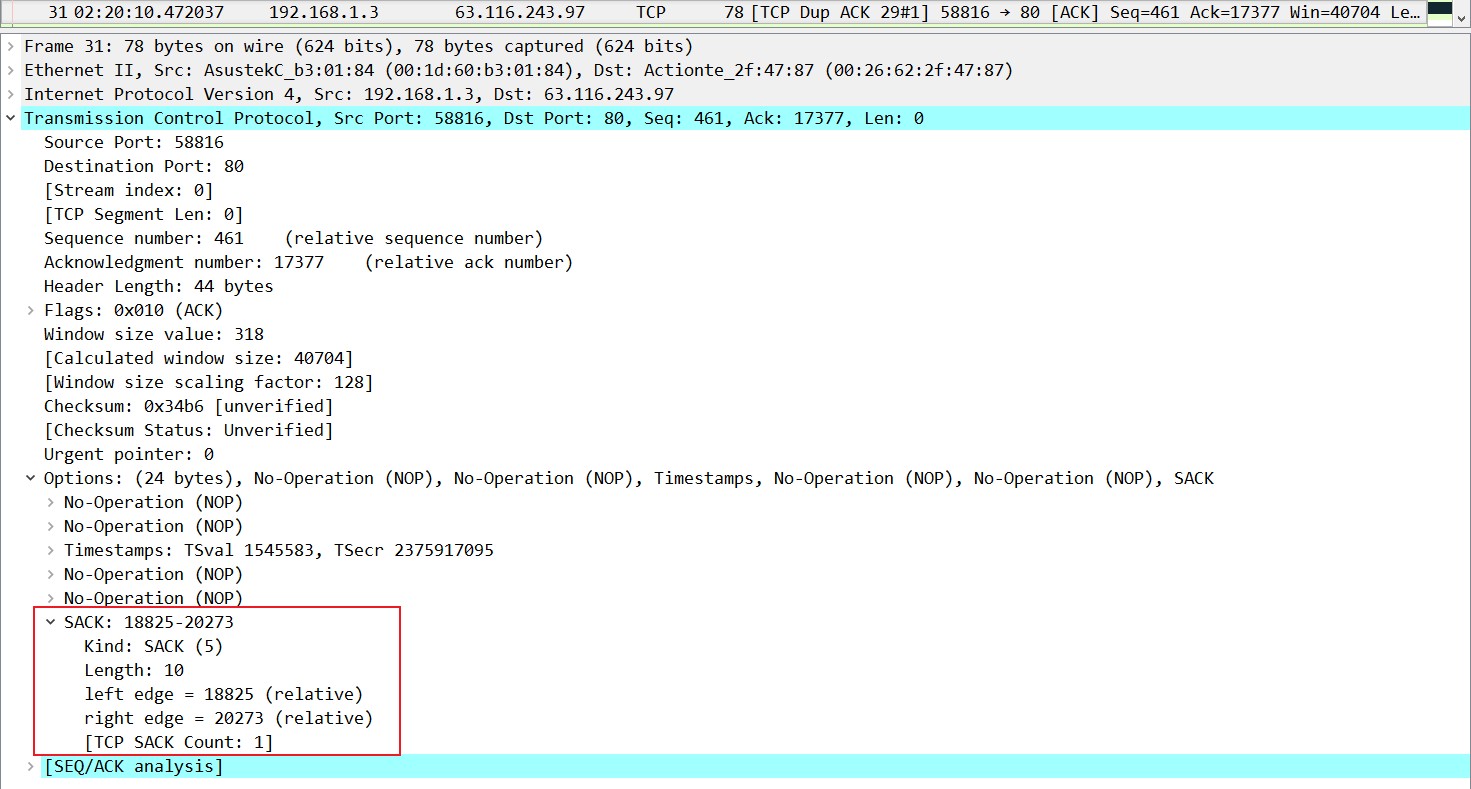 31 02:20:10.472037 192.168.1.3 63.116.243.97 TCP 78 [TCP Dup ACK 29#1] 58816 → 80 [ACK] Seq=461 Ack=17377 Win=40704 Le…
Frame 31: 78 bytes on wire (624 bits), 78 bytes captured (624 bits)
Ethernet II, Src: AsustekC_b3:01:84 (00:1d:60:b3:01:84), Dst: Actionte_2f:47:87 (00:26:62:2f:47:87)
Internet Protocol Version 4, Src: 192.168.1.3, Dst: 63.116.243.97
Transmission Control Protocol, Src Port: 58816, Dst Port: 80, Seq: 461, Ack: 17377, Len: 0
Source Port: 58816
Destination Port: 80
[Stream index: 0]
[TCP Segment Len: 0]
Sequence number: 461 (relative sequence number)
Acknowledgment number: 17377 (relative ack number)
Header Length: 44 bytes
Flags: 0x010 (ACK)
Window size value: 318
[Calculated window size: 40704]
[Window size scaling factor: 128]
Checksum: 0x34b6 [unverified]
[Checksum Status: Unverified]
Urgent pointer: 0
Options: (24 bytes), No-Operation (NOP), No-Operation (NOP), Timestamps, No-Operation (NOP), No-Operation (NOP), SACK
No-Operation (NOP)
No-Operation (NOP)
Timestamps: TSval 1545583, TSecr 2375917095
No-Operation (NOP)
No-Operation (NOP)
SACK: 18825-20273
Kind: SACK (5)
Length: 10
left edge = 18825 (relative)
right edge = 20273 (relative)
[TCP SACK Count: 1]
[SEQ/ACK analysis]